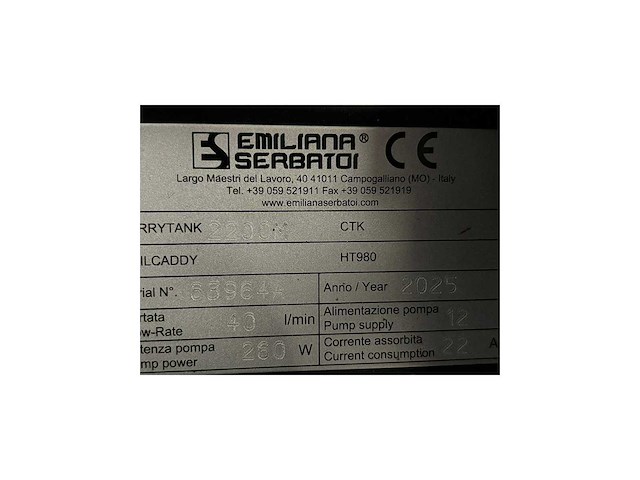 EMILIANA® CE
SERBATOI
Largo Maestri del Lavoro, 40 41011 Campogalliano (MO) - Italy
Tel. +39 059 521911 Fax +39 059 521919
www.emilianaserbatoi.com
RRYTANK CTK
ILCADDY HT980
rial N°. Anno / Year 2025
rtata 40 l/min Alimentazione pompa 12
ow-Rate Pump supply
tenza pompa 260 W Corrente assorbita 22 A
mp power Current consumption